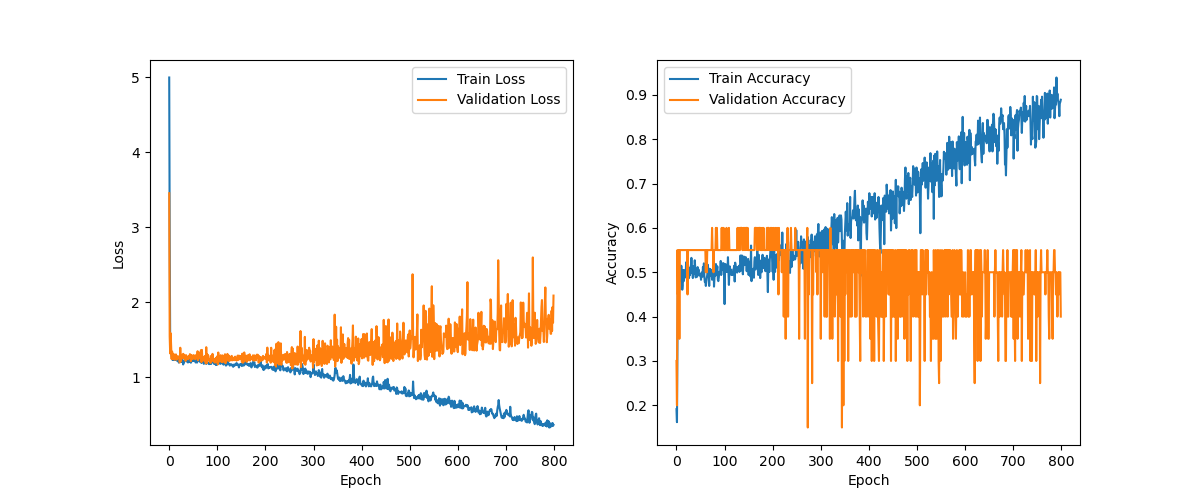 Train Loss
Validation Loss
5
4
3
2
1
Loss
0 100 200 300 400 500 600 700 800
Epoch
Train Accuracy
Validation Accuracy
0.9
0.8
0.7
0.6
0.5
0.4
0.3
0.2
Accuracy
0 100 200 300 400 500 600 700 800
Epoch